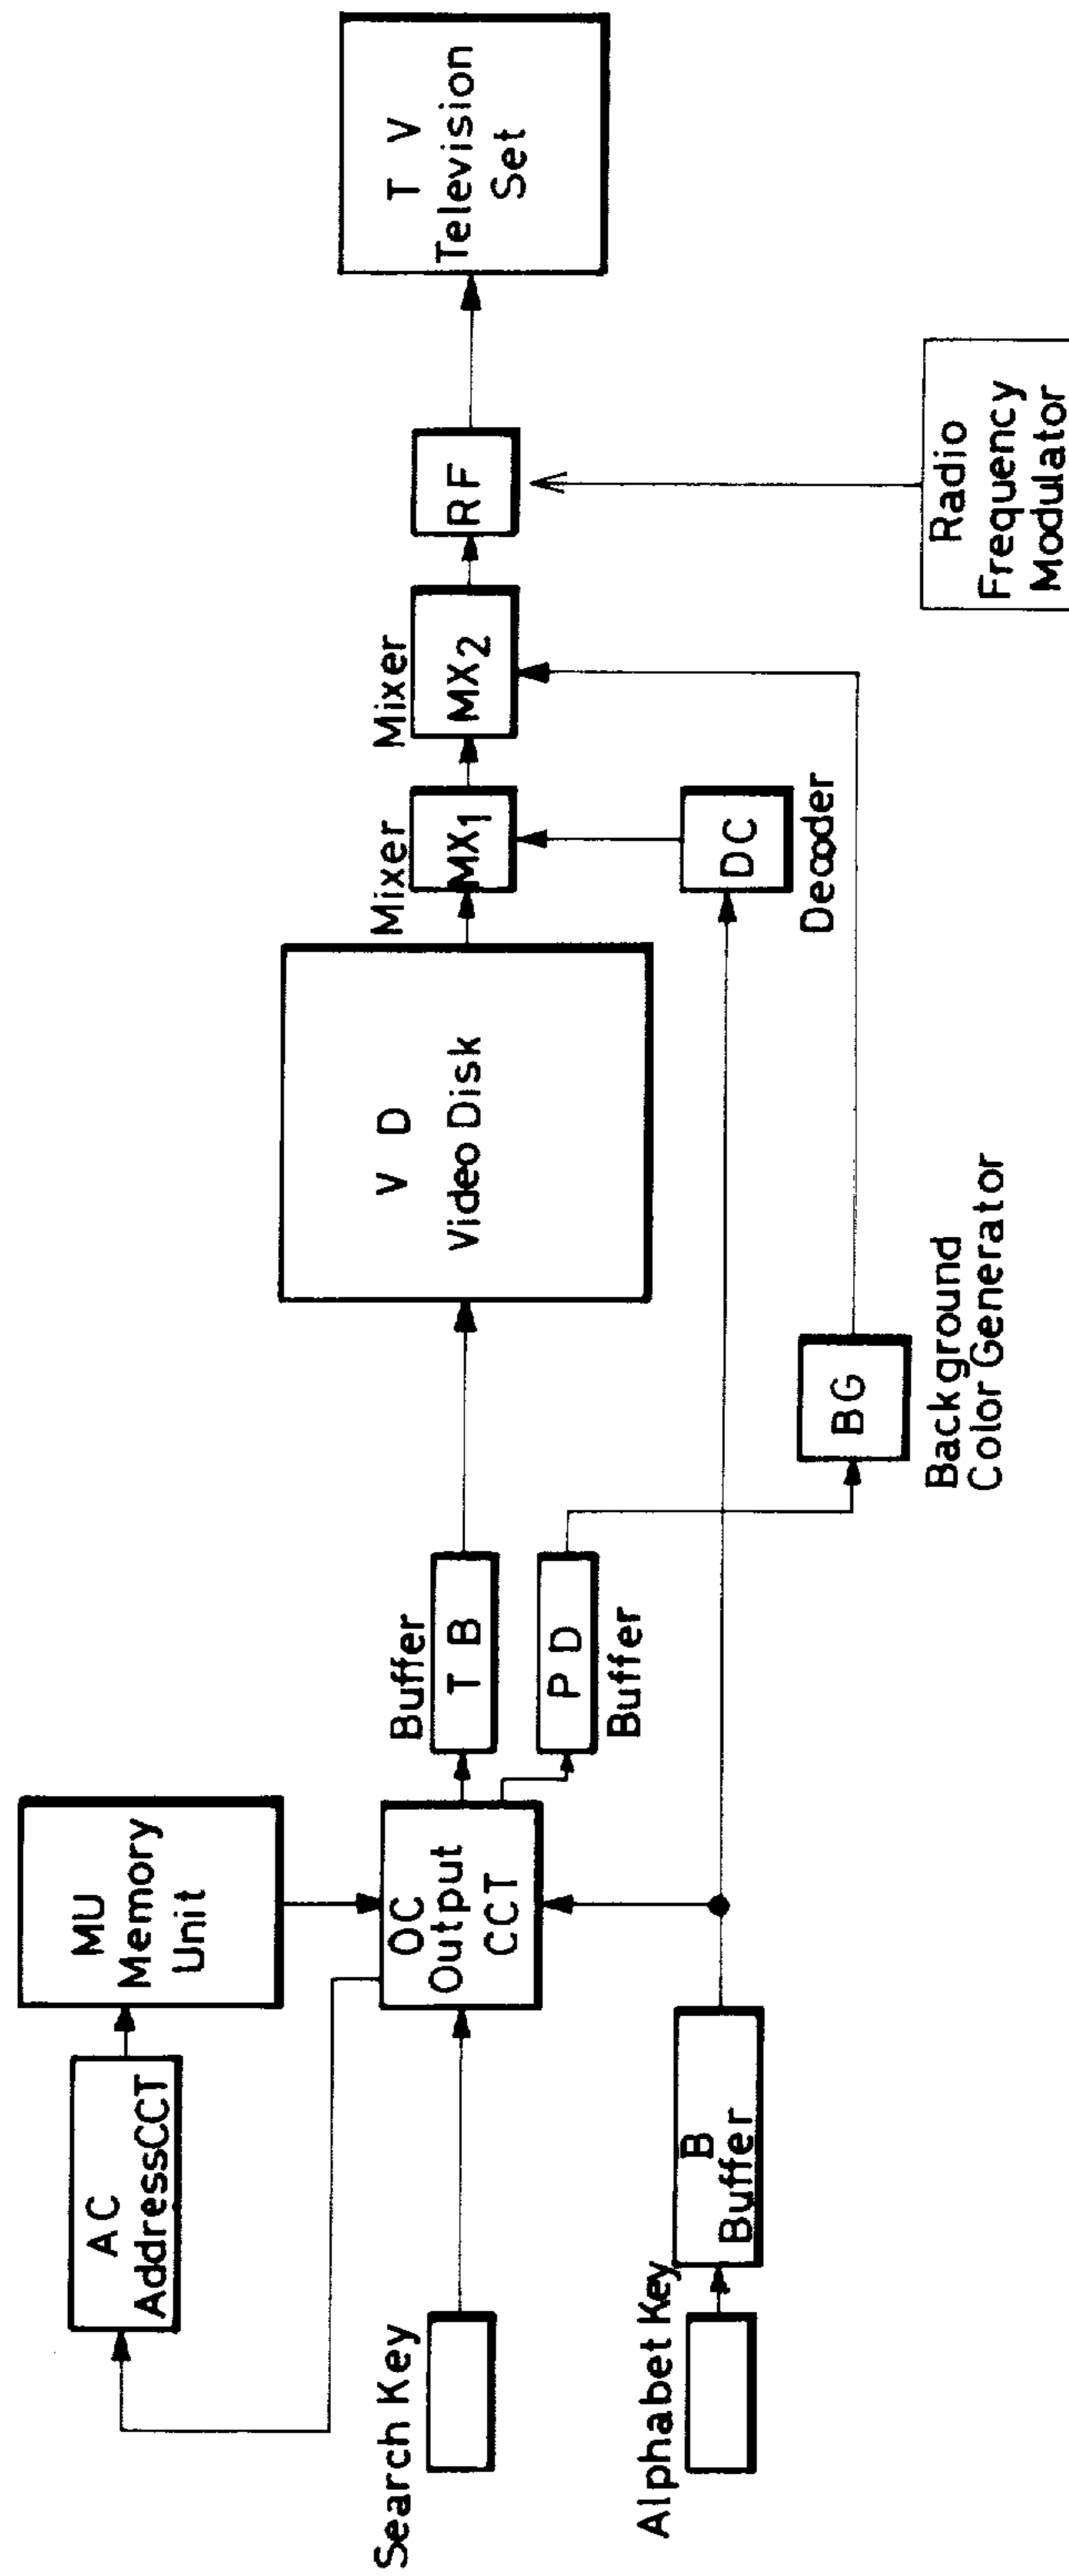 AC
AddressCCT
MU
Memory
Unit
Search Key
OC
Output
CCT
Buffer
T B
P D
Buffer
Alphabet Key
B
Buffer
V D
Video Disk
BG
Background
Color Generator
Mixer
MX1
Mixer
MX2
DC
Decoder
RF
Radio
Frequency
Modulator
T V
Television
Set